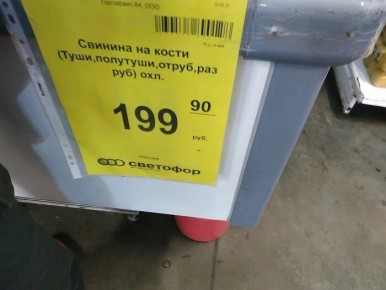 Свинина на кости
(Туши,полутуши,отруб,раз
руб) охл.
199 90
руб.
светофор